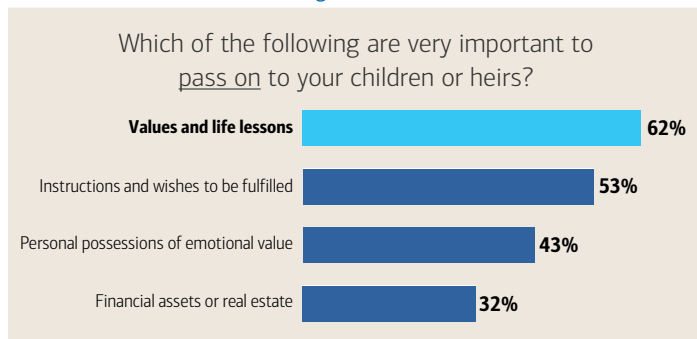 Which of the following are very important to
pass on to your children or heirs?
Values and life lessons 62%
Instructions and wishes to be fulfilled 53%
Personal possessions of emotional value 43%
Financial assets or real estate 32%